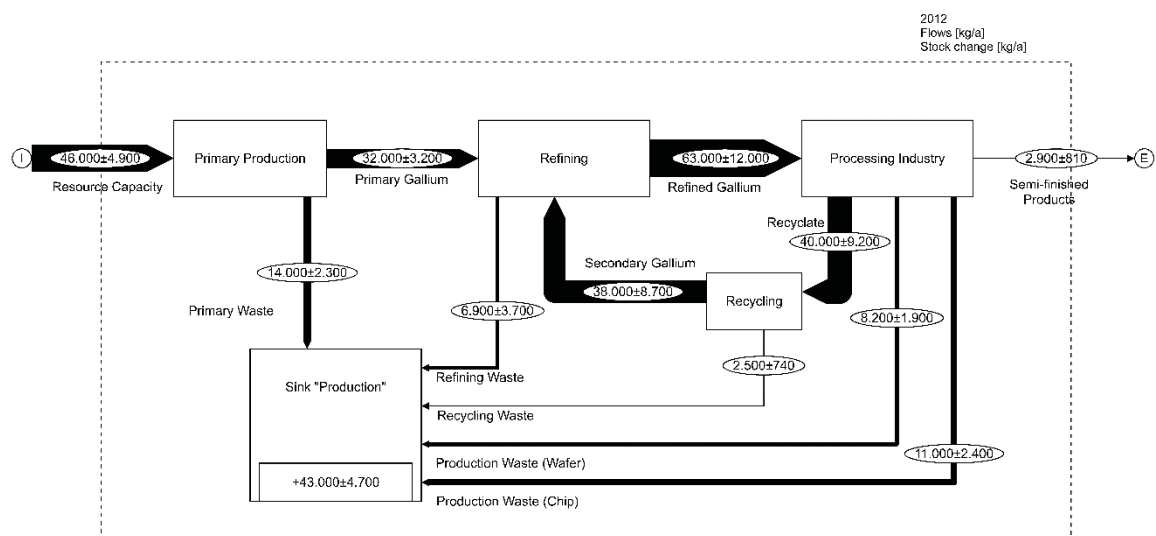 2012
Flows [kg/a]
Stock change [kg/a]
I
46.000±4.900
Resource Capacity
Primary Production
32.000±3.200
Primary Gallium
Refining
63.000±12.000
Refined Gallium
Processing Industry
2.900±810
E
Semi-finished
Products
Recyclate
40.000±9.200
Secondary Gallium
38.000±8.700
Recycling
14.000±2.300
Primary Waste
6.900±3.700
8.200±1.900
2.500±740
Sink "Production"
Refining Waste
Recycling Waste
11.000±2.400
Production Waste (Wafer)
+43.000±4.700
Production Waste (Chip)